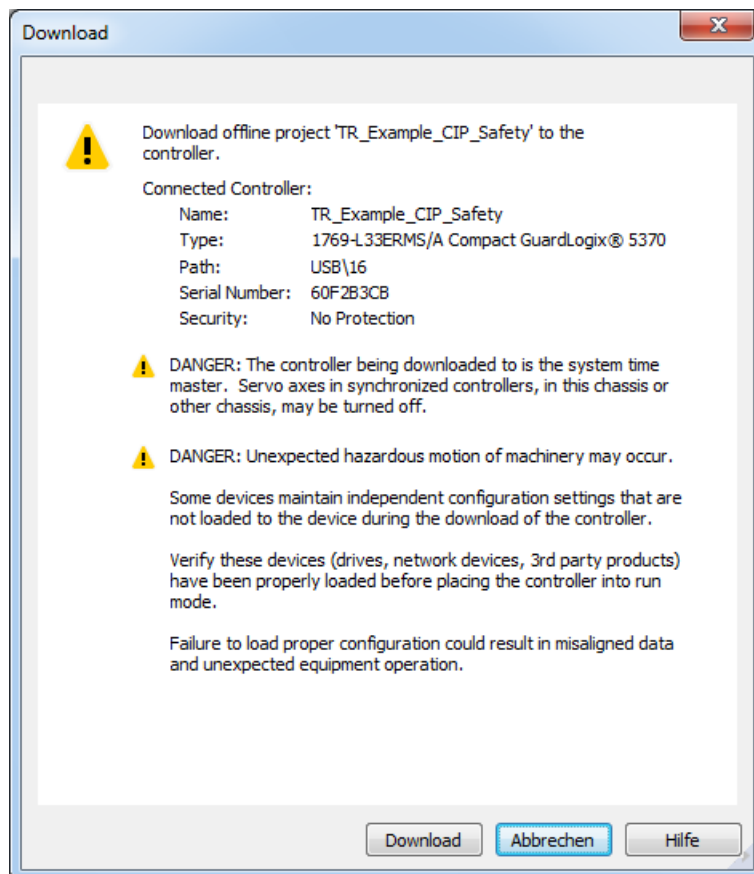 Download
Download offline project 'TR_Example_CIP_Safety' to the
controller.
Connected Controller:
Name: TR_Example_CIP_Safety
Type: 1769-L33ERMS/A Compact GuardLogix® 5370
Path: USB\16
Serial Number: 60F2B3CB
Security: No Protection
DANGER: The controller being downloaded to is the system time
master. Servo axes in synchronized controllers, in this chassis or
other chassis, may be turned off.
DANGER: Unexpected hazardous motion of machinery may occur.
Some devices maintain independent configuration settings that are
not loaded to the device during the download of the controller.
Verify these devices (drives, network devices, 3rd party products)
have been properly loaded before placing the controller into run
mode.
Failure to load proper configuration could result in misaligned data
and unexpected equipment operation.
Download Abbrechen Hilfe